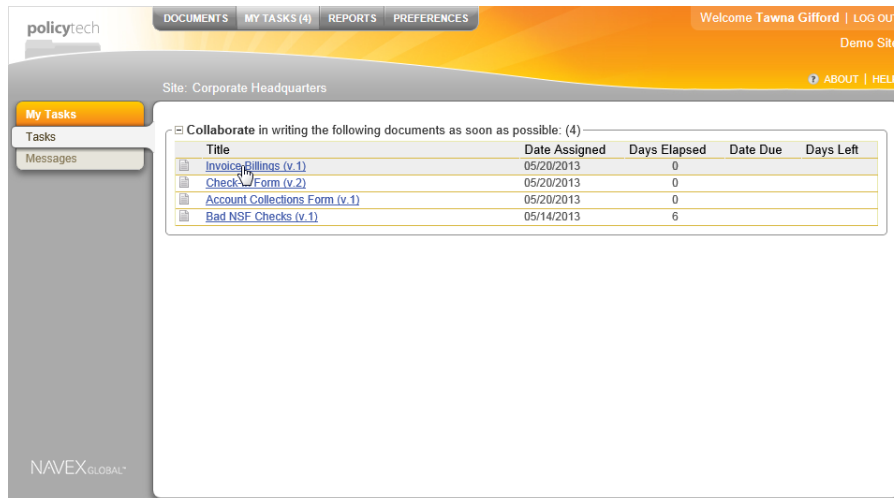 policytech
DOCUMENTS MY TASKS (4) REPORTS PREFERENCES
Welcome Tawna Gifford | LOG OU
Demo Site
Site: Corporate Headquarters
ABOUT | HEL
My Tasks
Tasks
Messages
Collaborate in writing the following documents as soon as possible: (4)
Title Date Assigned Days Elapsed Date Due Days Left
Invoice Billings (v.1) 05/20/2013 0
Check-in Form (v.2) 05/20/2013 0
Account Collections Form (v.1) 05/20/2013 0
Bad NSF Checks (v.1) 05/14/2013 6
NAVEX GLOBAL™